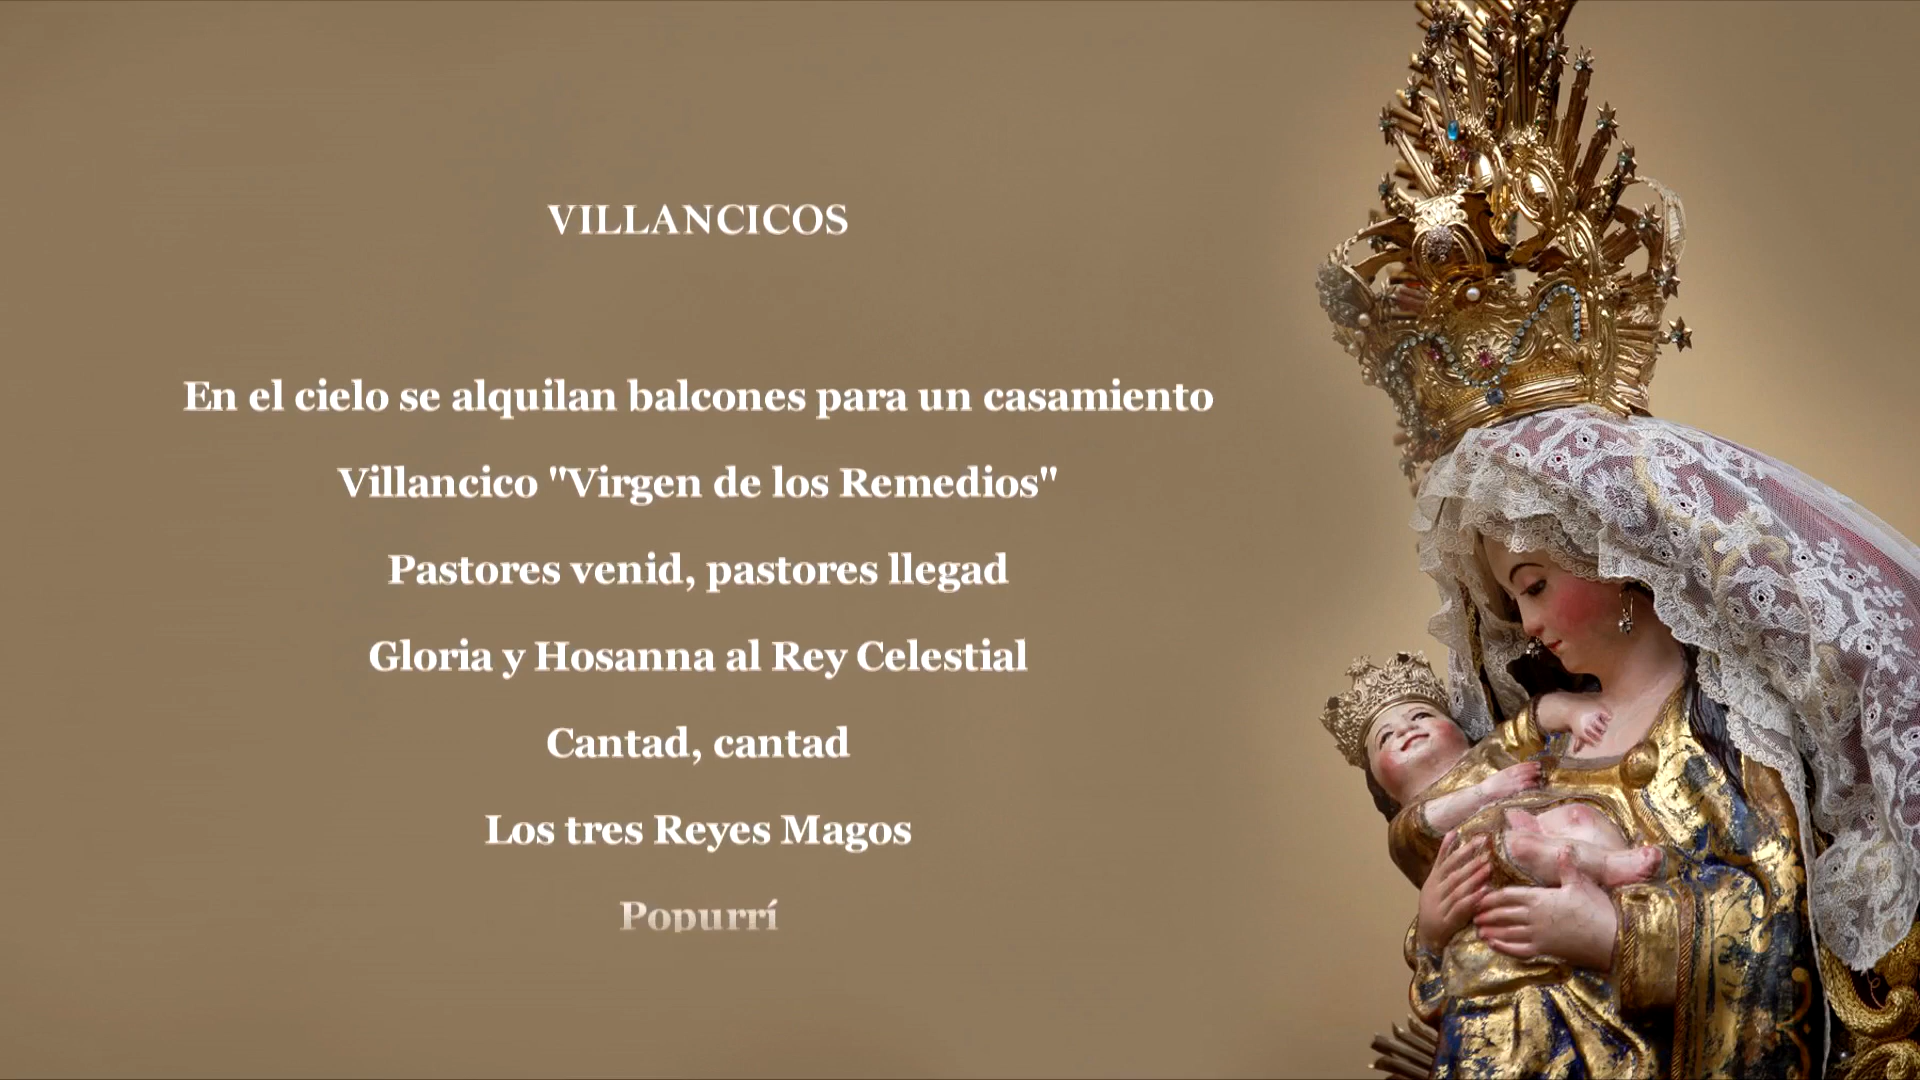 VILLANCICOS
En el cielo se alquilan balcones para un casamiento
Villancico "Virgen de los Remedios"
Pastores venid, pastores llegad
Gloria y Hosanna al Rey Celestial
Cantad, cantad
Los tres Reyes Magos
Popurrí